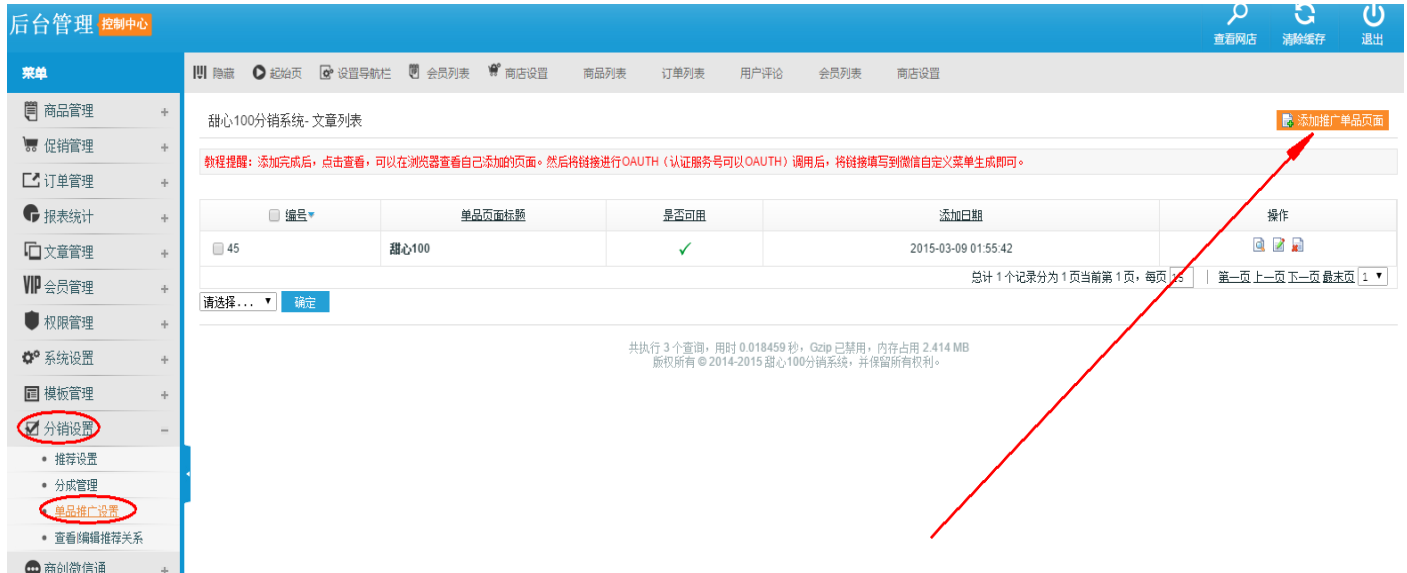 后台管理 控制中心
查看网店 清除缓存 退出
菜单
隐藏 起始页 设置导航栏 会员列表 商店设置 商品列表 订单列表 用户评论 会员列表 商店设置
商品管理 +
促销管理 +
订单管理 +
报表统计 +
文章管理 +
VIP 会员管理 +
权限管理 +
系统设置 +
模板管理 +
分销设置 −
• 推荐设置
• 分成管理
• 单品推广设置
• 查看/编辑推荐关系
商创微信通 +
甜心100分销系统- 文章列表
添加推广单品页面
教程提醒：添加完成后，点击查看，可以在浏览器查看自己添加的页面。然后将链接进行OAUTH（认证服务号可以OAUTH）调用后，将链接填写到微信自定义菜单生成即可。
编号 单品页面标题 是否可用 添加日期 操作
45 甜心100 ✓ 2015-03-09 01:55:42
总计 1 个记录分为 1 页当前第 1 页，每页 15 | 第一页 上一页 下一页 最末页 1
请选择... 确定
共执行 3 个查询，用时 0.018459 秒，Gzip 已禁用，内存占用 2.414 MB
版权所有 © 2014-2015 甜心100分销系统，并保留所有权利。